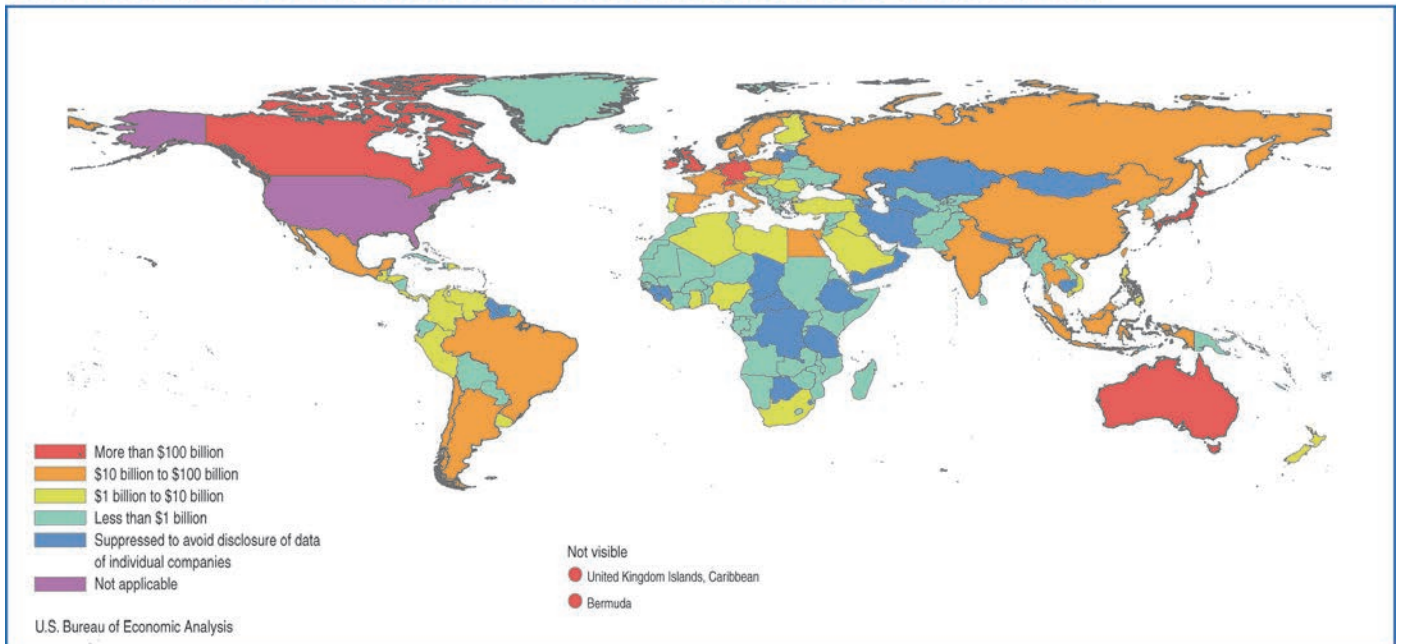 More than $100 billion
$10 billion to $100 billion
$1 billion to $10 billion
Less than $1 billion
Suppressed to avoid disclosure of data
of individual companies
Not applicable
Not visible
United Kingdom Islands, Caribbean
Bermuda
U.S. Bureau of Economic Analysis